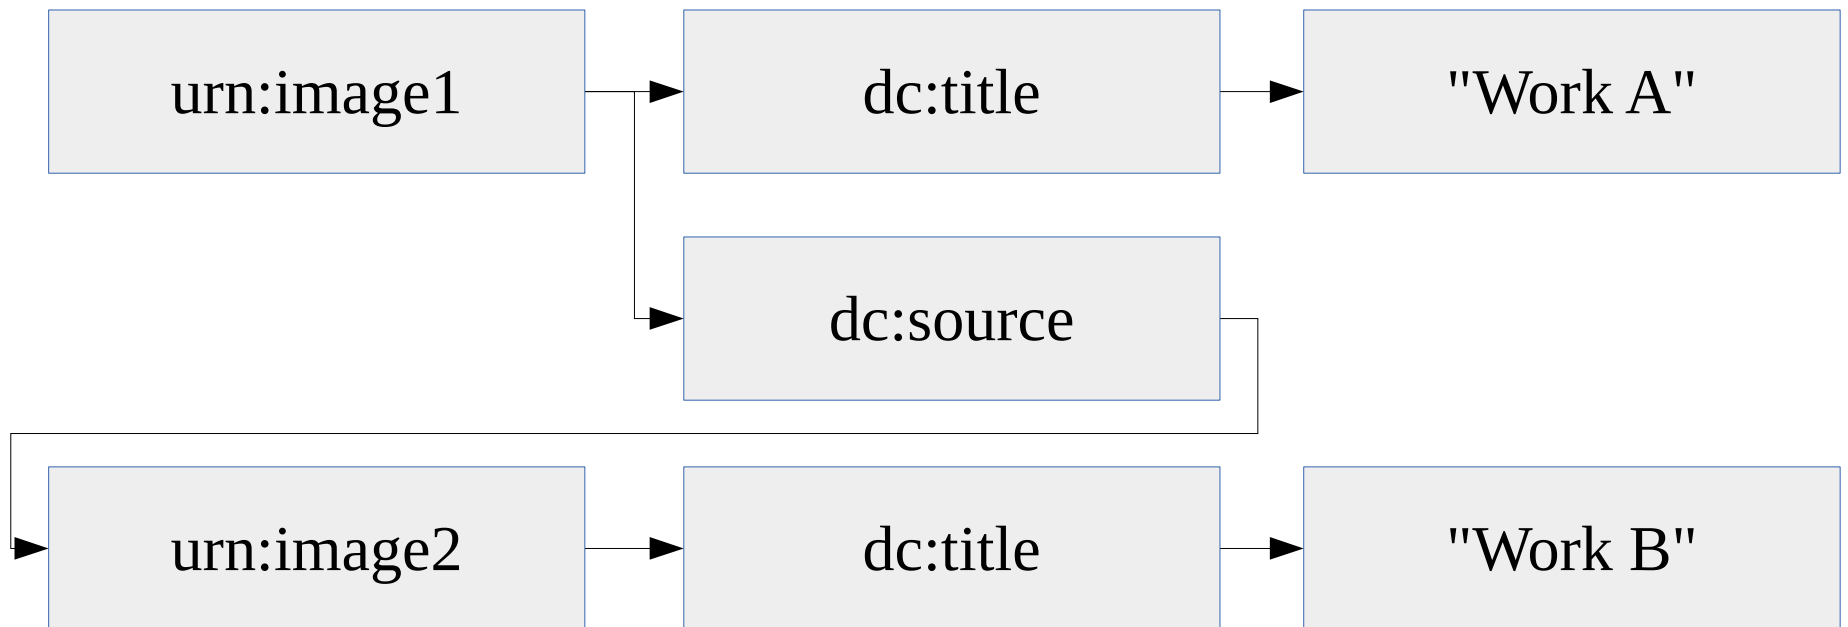 urn:image1 dc:title "Work A"
dc:source
urn:image2 dc:title "Work B"